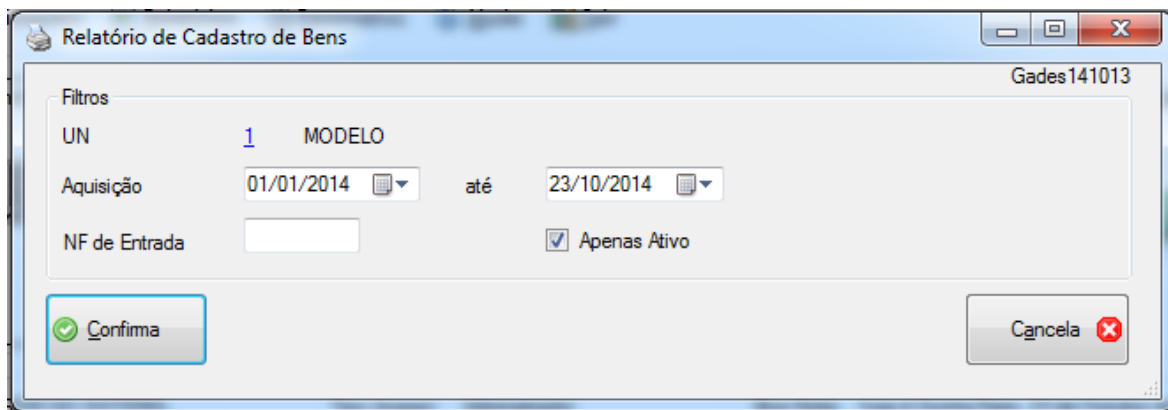 Relatório de Cadastro de Bens
Gades141013
Filtros
UN 1 MODELO
Aquisição 01/01/2014 até 23/10/2014
NF de Entrada Apenas Ativo
Confirma Cancela